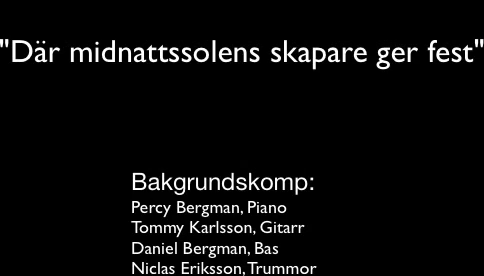 "Där midnattssolens skapare ger fest"
Bakgrundskomp:
Percy Bergman, Piano
Tommy Karlsson, Gitarr
Daniel Bergman, Bas
Niclas Eriksson, Trummor